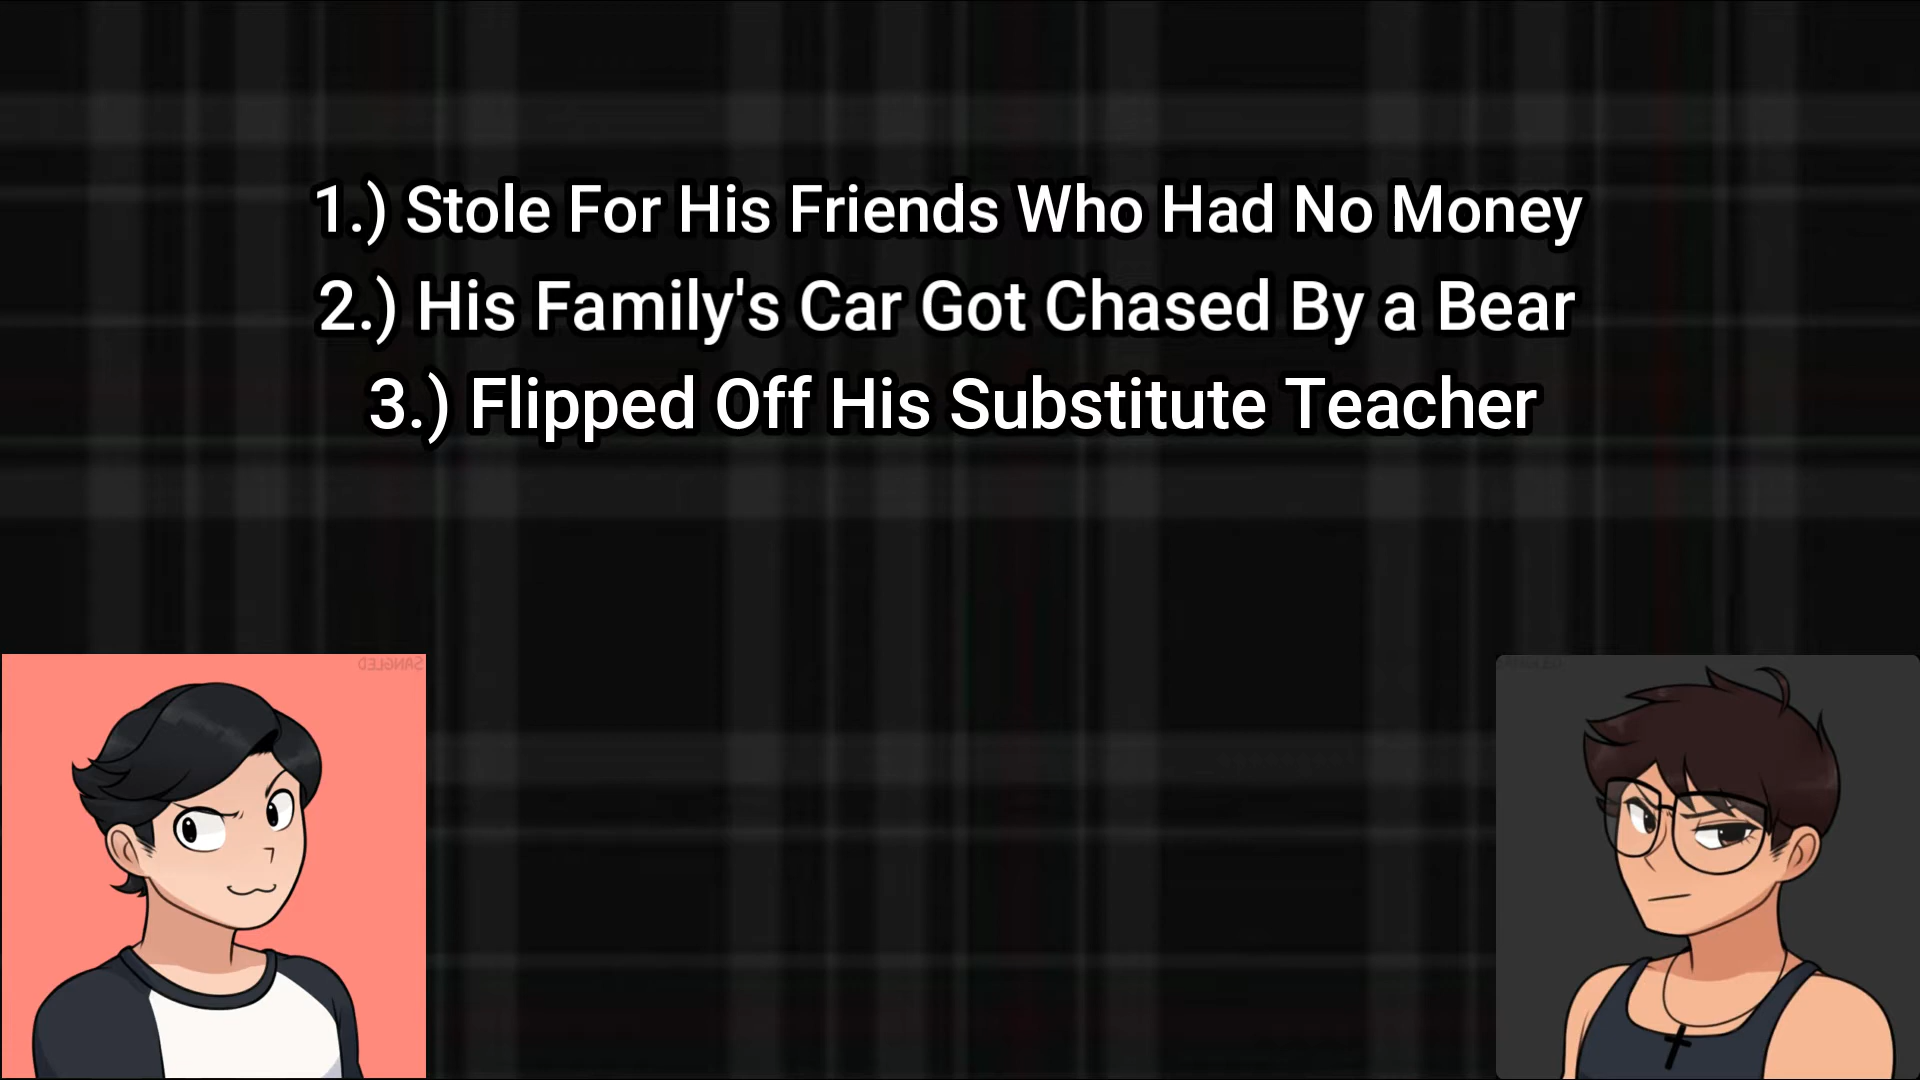 1.) Stole For His Friends Who Had No Money
2.) His Family's Car Got Chased By a Bear
3.) Flipped Off His Substitute Teacher
SANGLED